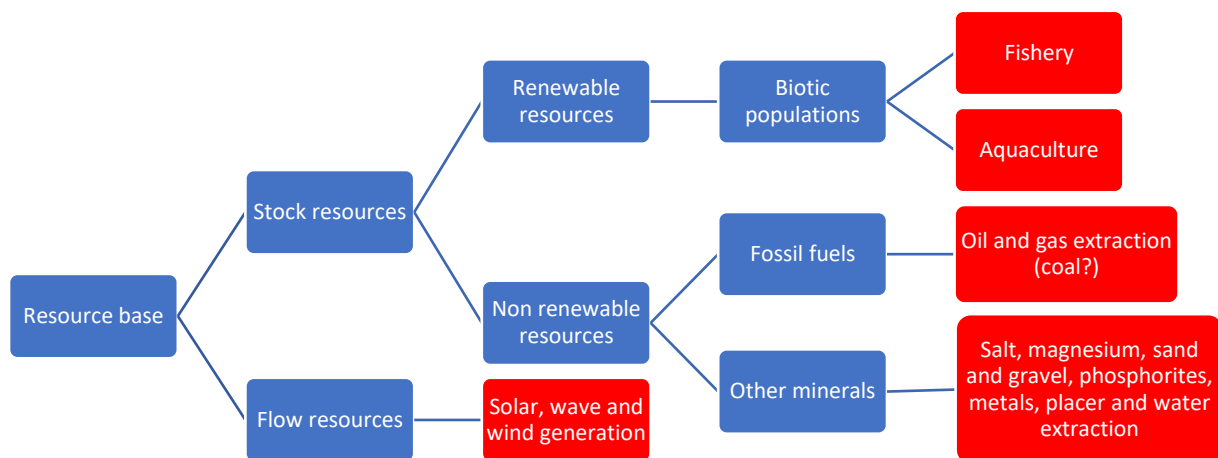 Resource base
Stock resources
Flow resources
Renewable
resources
Non renewable
resources
Solar, wave and
wind generation
Biotic
populations
Fossil fuels
Other minerals
Fishery
Aquaculture
Oil and gas extraction
(coal?)
Salt, magnesium, sand
and gravel, phosphorites,
metals, placer and water
extraction